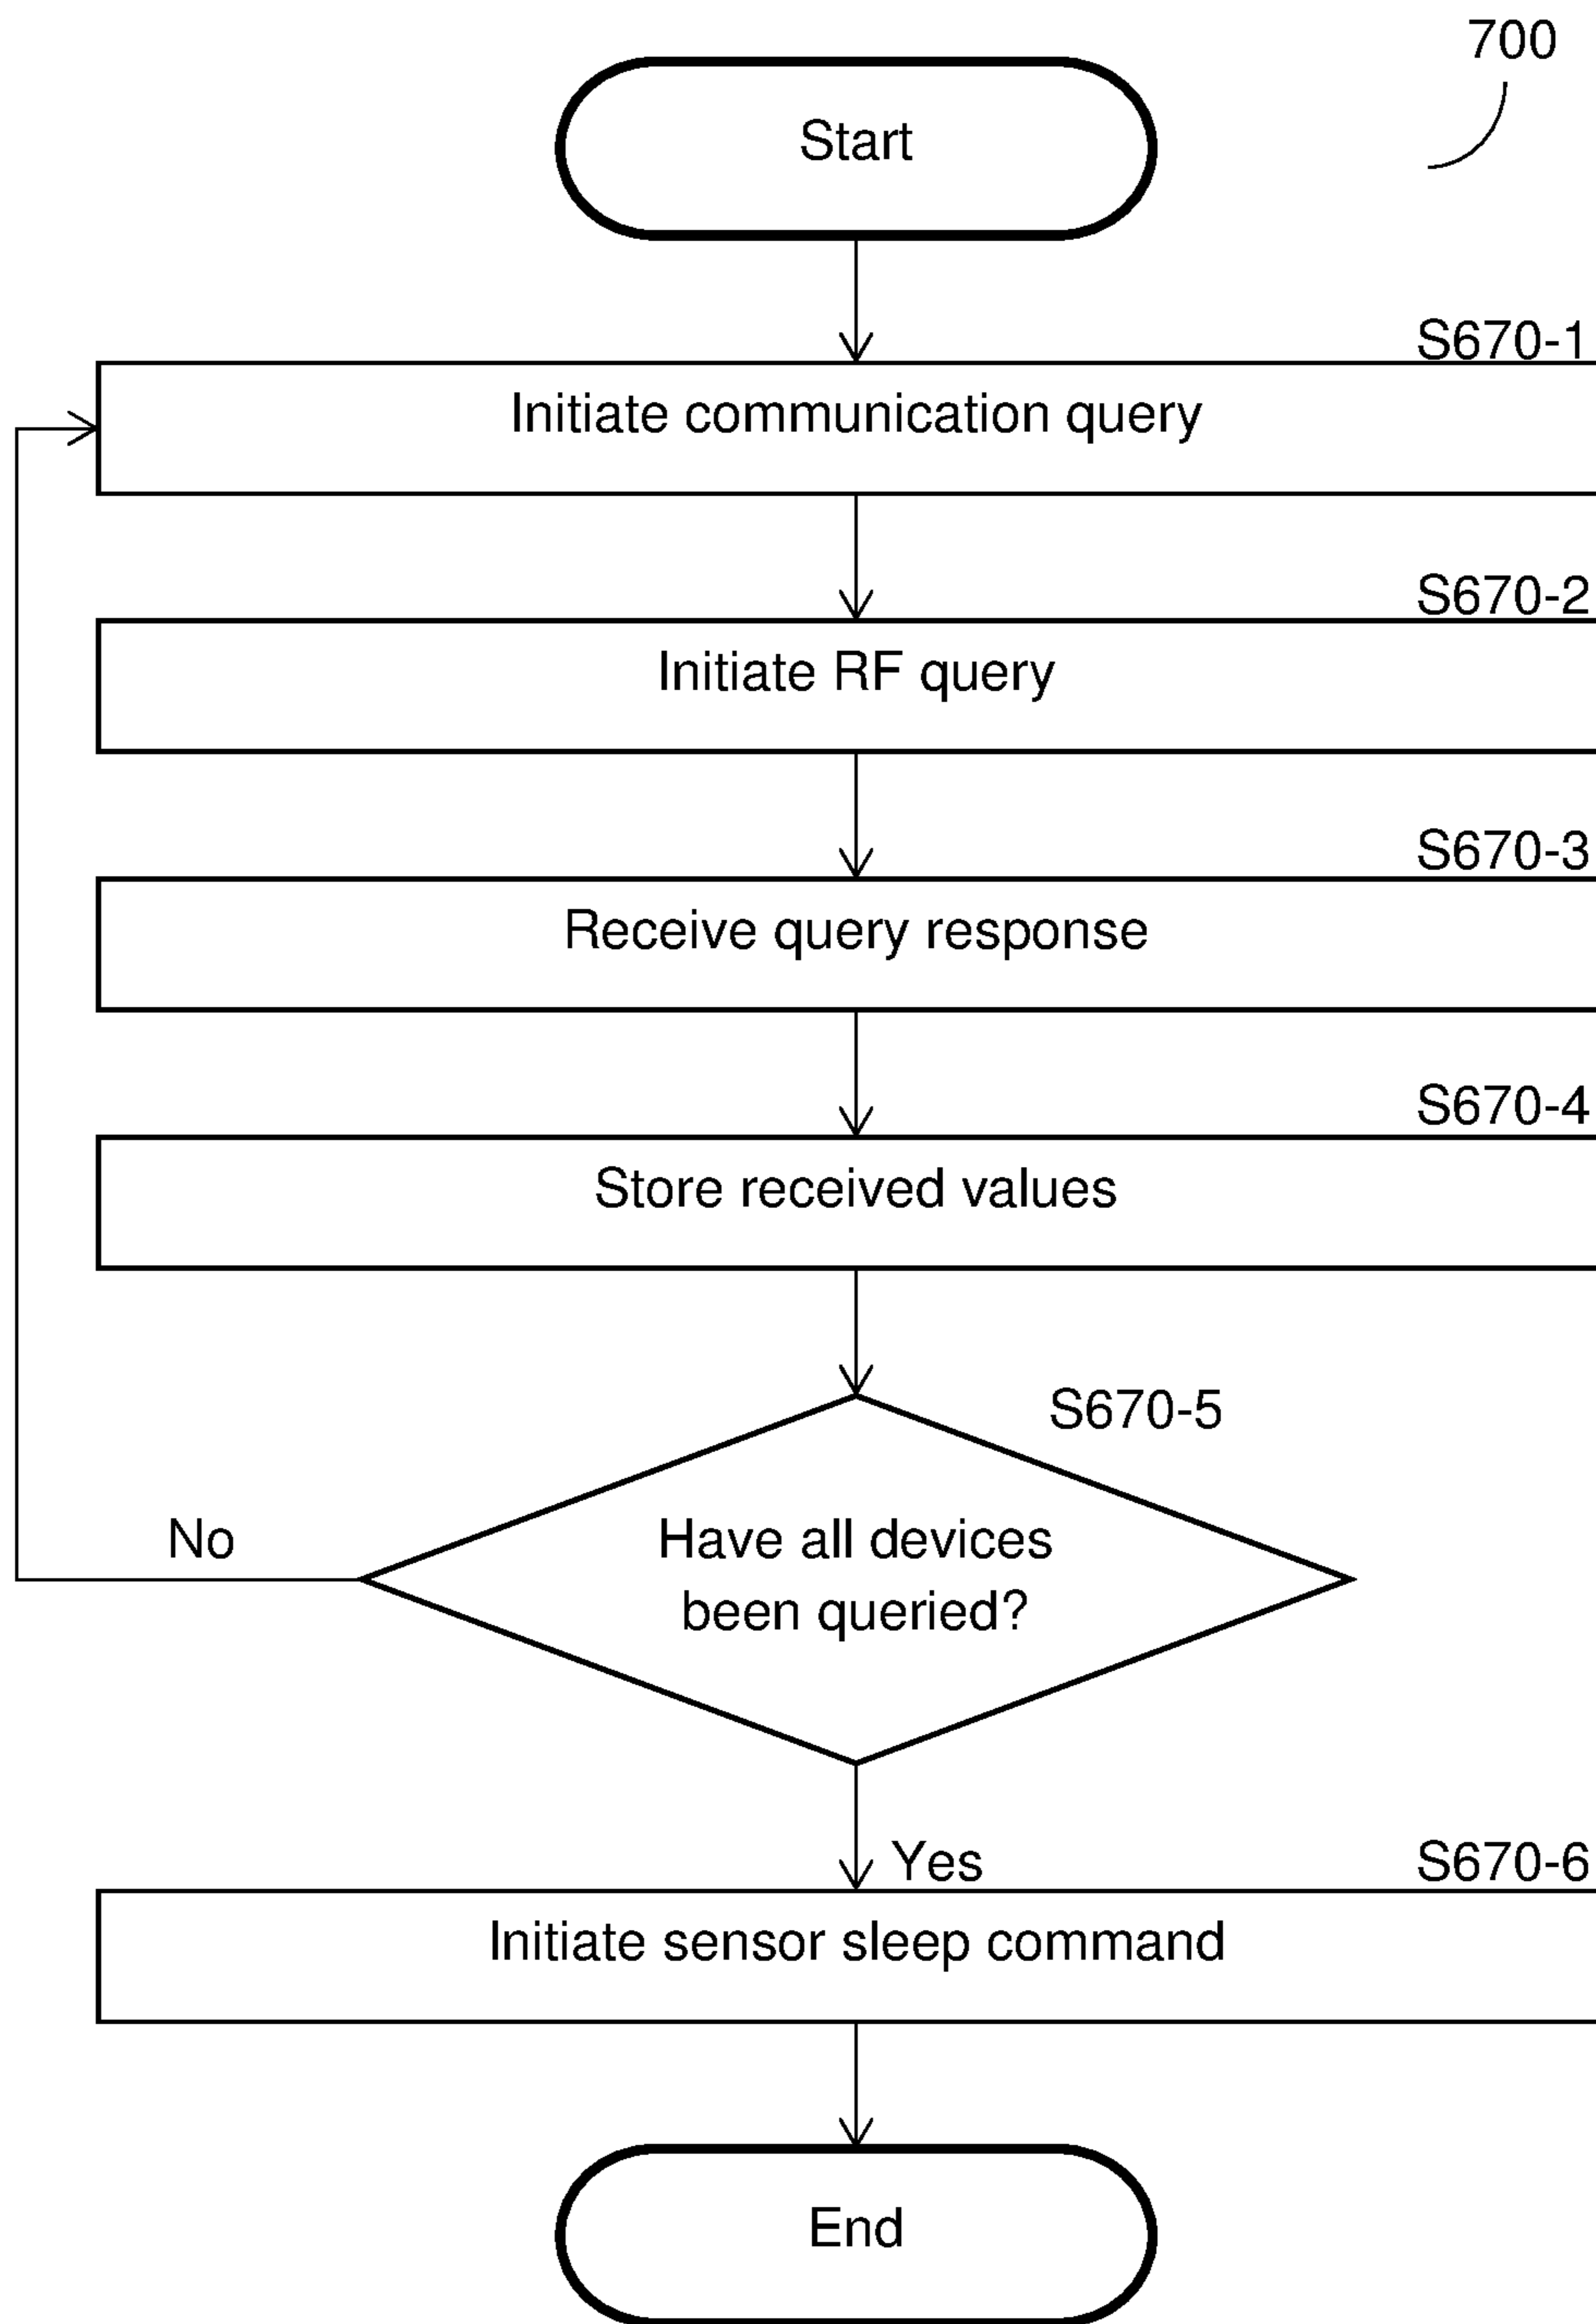 700
Start
S670-1
Initiate communication query
S670-2
Initiate RF query
S670-3
Receive query response
S670-4
Store received values
S670-5
Have all devices
been queried?
No
Yes
S670-6
Initiate sensor sleep command
End